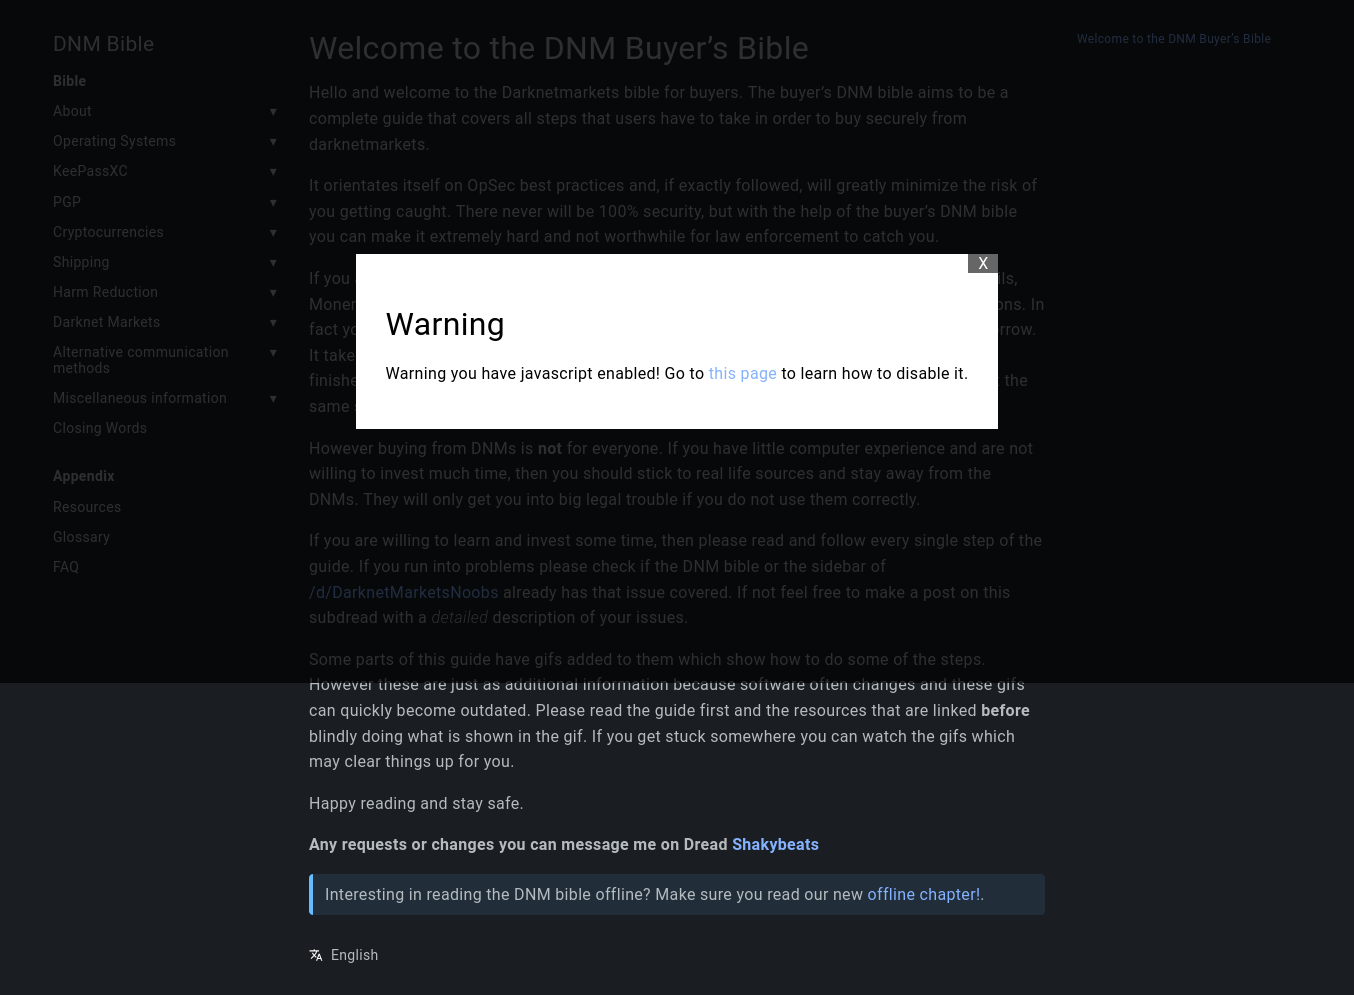 DNM Bible
Bible
About
Operating Systems
KeePassXC
PGP
Cryptocurrencies
Shipping
Harm Reduction
Darknet Markets
Alternative communication
methods
Miscellaneous information
Closing Words
Appendix
Resources
Glossary
FAQ
Welcome to the DNM Buyer’s Bible
Hello and welcome to the Darknetmarkets bible for buyers. The buyer’s DNM bible aims to be a
complete guide that covers all steps that users have to take in order to buy securely from
darknetmarkets.
It orientates itself on OpSec best practices and, if exactly followed, will greatly minimize the risk of
you getting caught. There never will be 100% security, but with the help of the buyer’s DNM bible
you can make it extremely hard and not worthwhile for law enforcement to catch you.
If you
In
fact
It
the
same
X
Warning
Warning you have javascript enabled! Go to this page to learn how to disable it.
However buying from DNMs is not for everyone. If you have little computer experience and are not
willing to invest much time, then you should stick to real life sources and stay away from the
DNMs. They will only get you into big legal trouble if you do not use them correctly.
If you are willing to learn and invest some time, then please read and follow every single step of the
guide. If you run into problems please check if the DNM bible or the sidebar of
/d/DarknetMarketsNoobs already has that issue covered. If not feel free to make a post on this
subdread with a detailed description of your issues.
Some parts of this guide have gifs added to them which show how to do some of the steps.
However these are just as additional information because software often changes and these gifs
can quickly become outdated. Please read the guide first and the resources that are linked before
blindly doing what is shown in the gif. If you get stuck somewhere you can watch the gifs which
may clear things up for you.
Happy reading and stay safe.
Any requests or changes you can message me on Dread Shakybeats
Interesting in reading the DNM bible offline? Make sure you read our new offline chapter!.
English
Welcome to the DNM Buyer’s Bible